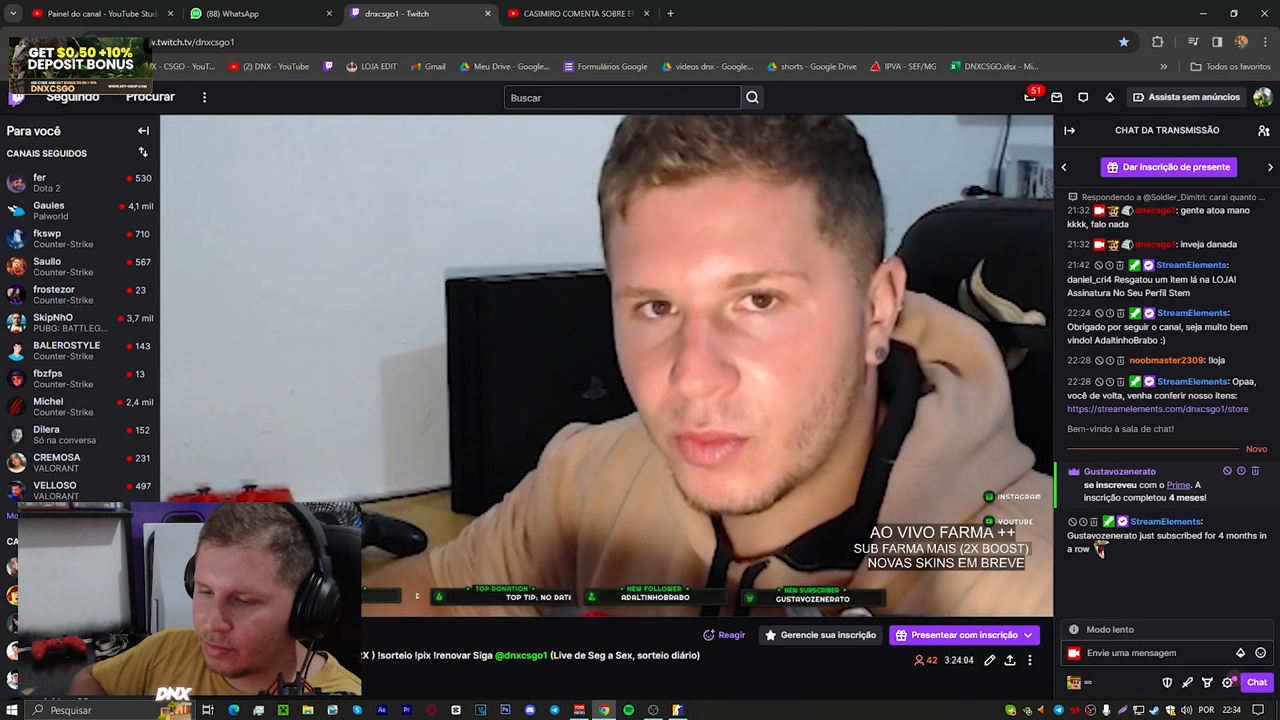 Painel do canal - YouTube Stud
(88) WhatsApp
dnxcsgo1 - Twitch
CASIMIRO COMENTA SOBRE E
.twitch.tv/dnxcsgo1
GET $0.50 +10%
DEPOSIT BONUS
DNXCSGO
CSGO - YouT...
(2) DNX - YouTube
LOJA EDIT
Gmail
Meu Drive - Google...
Formulários Google
videos dnx - Google...
shorts - Google Drive
IPVA - SEF/MG
DNXCSGO.xlsx - Mi...
Todos os favoritos
Seguindo
Procurar
Buscar
51
Assista sem anúncios
Para você
CANAIS SEGUIDOS
fer
530
Dota 2
Gaules
4,1 mil
Palworld
fkswp
710
Counter-Strike
Saullo
567
Counter-Strike
frostezor
23
Counter-Strike
SkipNhO
3,7 mil
PUBG: BATTLEG...
BALEROSTYLE
143
Counter-Strike
fbzfps
13
Counter-Strike
Michel
2,4 mil
Counter-Strike
Dilera
152
Só na conversa
CREMOSA
231
VALORANT
VELLOSO
497
VALORANT
INSTAGRAM
YOUTUBE
AO VIVO FARMA ++
SUB FARMA MAIS (2X BOOST)
NOVAS SKINS EM BREVE
TOP DONATION
TOP TIP: NO DATA
NEW FOLLOWER
ADALTINHOBRABO
NEW SUBSCRIBER
GUSTAVOZENERATO
Reagir
Gerencie sua inscrição
Presentear com inscrição
2X ) !sorteio !pix !renovar Siga @dnxcsgo1 (Live de Seg a Sex, sorteio diário)
42
3:24:04
CHAT DA TRANSMISSÃO
Dar inscrição de presente
Respondendo a @Soldier_Dimitri: carai quanto ...
21:32 dnxcsgo1: gente atoa mano
kkkk, falo nada
21:32 dnxcsgo1: inveja danada
21:42 StreamElements:
daniel_cri4 Resgatou um item lá na LOJA!
Assinatura No Seu Perfil Stem
22:24 StreamElements:
Obrigado por seguir o canal, seja muito bem
vindo! AdaltinhoBrabo :)
22:28 noobmaster2309: !loja
22:28 StreamElements: Opaa,
você de volta, venha conferir nosso itens:
https://streamelements.com/dnxcsgo1/store
Bem-vindo à sala de chat!
Novo
Gustavozenerato
se inscreveu com o Prime. A
inscrição completou 4 meses!
StreamElements:
Gustavozenerato just subscribed for 4 months in
a row
Modo lento
Envie uma mensagem
Chat
DNX
Pesquisar
POR
22:34